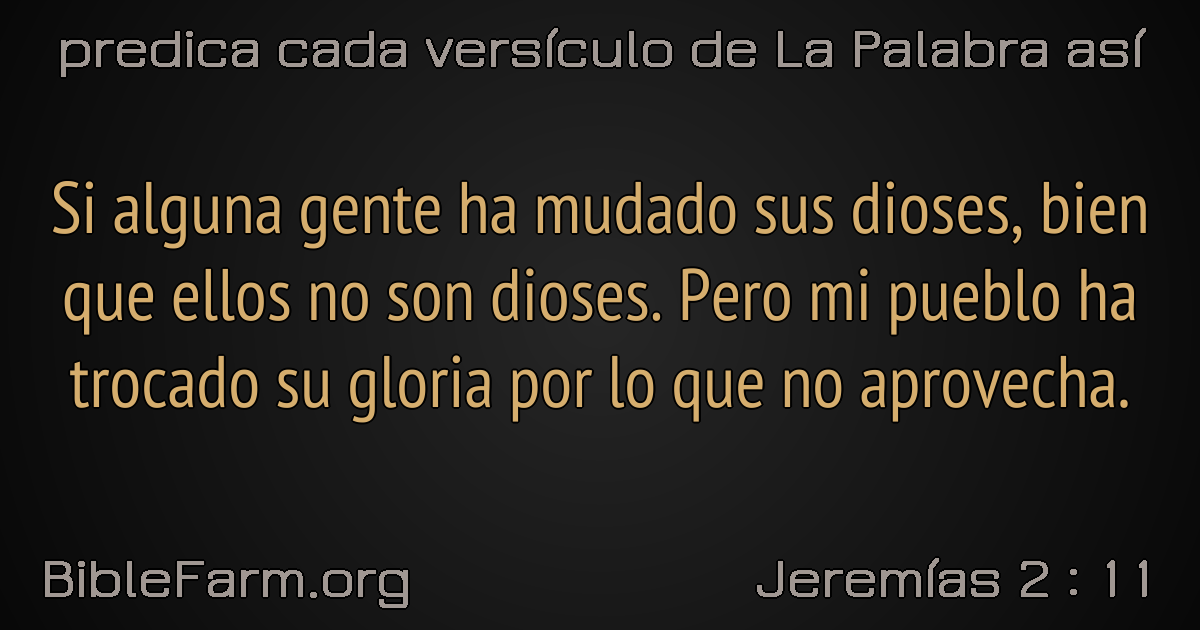 predica cada versículo de La Palabra así
Si alguna gente ha mudado sus dioses, bien
que ellos no son dioses. Pero mi pueblo ha
trocado su gloria por lo que no aprovecha.
BibleFarm.org
Jeremías 2 : 11